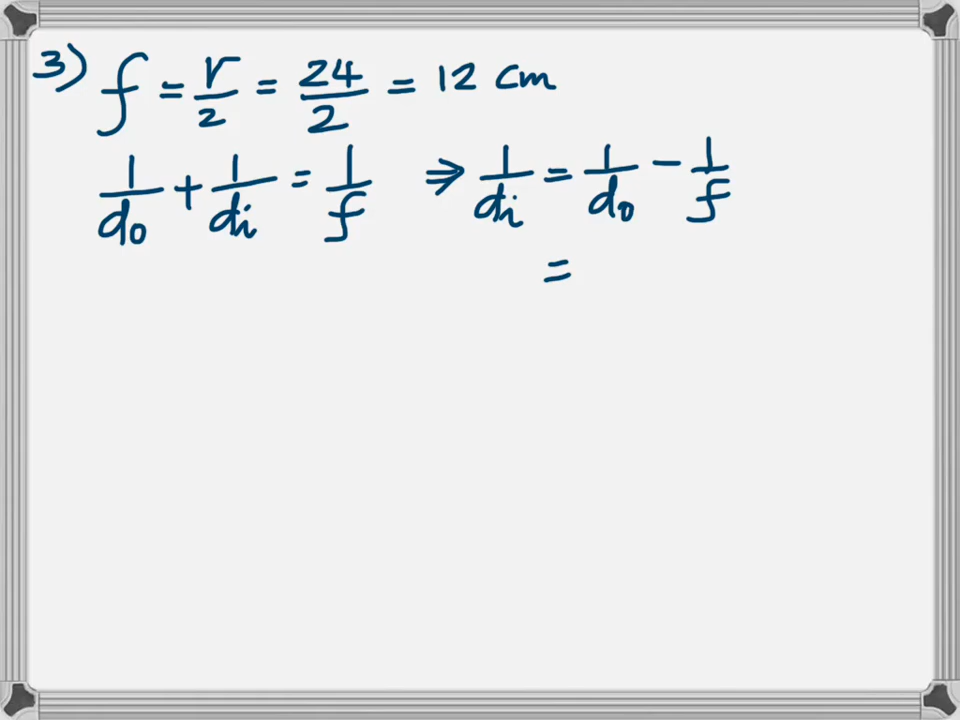 3) f = r/2 = 24/2 = 12 cm
1/do + 1/di = 1/f ⇒ 1/di = 1/do - 1/f
=